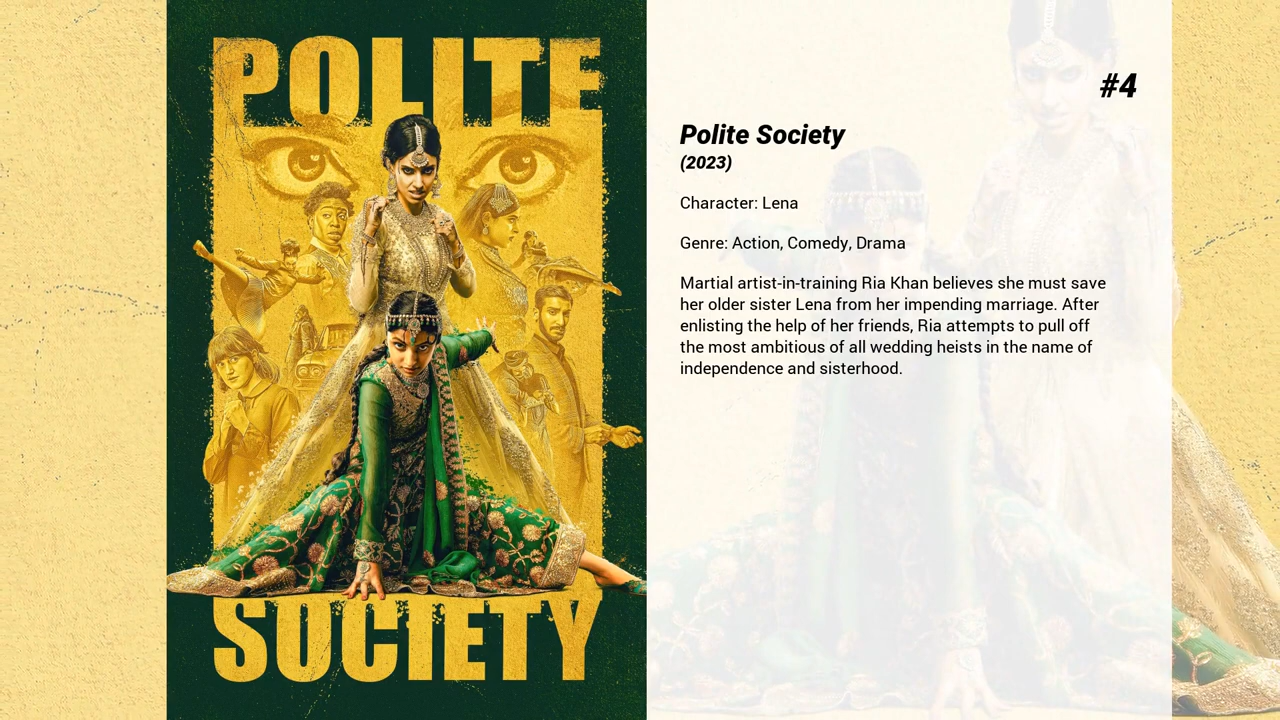 POLITE
SOCIETY
#4
Polite Society
(2023)
Character: Lena
Genre: Action, Comedy, Drama
Martial artist-in-training Ria Khan believes she must save
her older sister Lena from her impending marriage. After
enlisting the help of her friends, Ria attempts to pull off
the most ambitious of all wedding heists in the name of
independence and sisterhood.